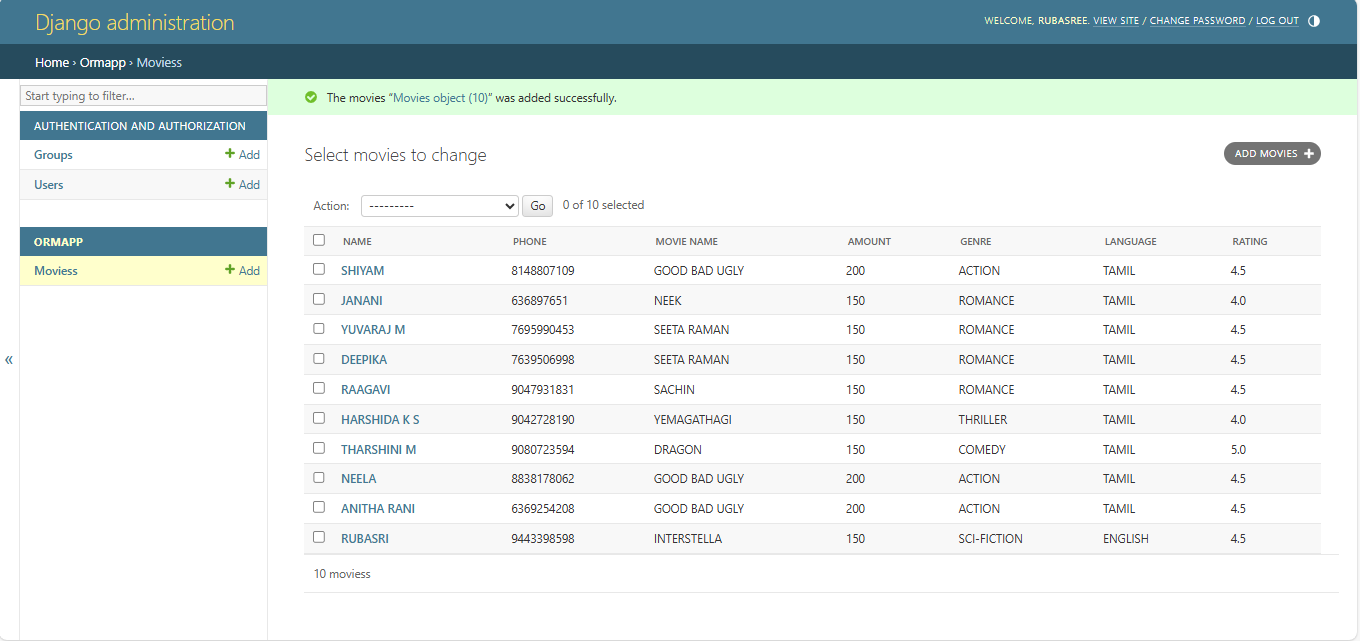 Django administration
WELCOME, RUBASREE. VIEW SITE / CHANGE PASSWORD / LOG OUT
Home › Ormapp › Moviess
Start typing to filter...
AUTHENTICATION AND AUTHORIZATION
Groups + Add
Users + Add
ORMAPP
Moviess + Add
«
The movies “Movies object (10)” was added successfully.
Select movies to change
ADD MOVIES +
Action: --------- Go 0 of 10 selected
NAME PHONE MOVIE NAME AMOUNT GENRE LANGUAGE RATING
SHIYAM 8148807109 GOOD BAD UGLY 200 ACTION TAMIL 4.5
JANANI 636897651 NEEK 150 ROMANCE TAMIL 4.0
YUVARAJ M 7695990453 SEETA RAMAN 150 ROMANCE TAMIL 4.5
DEEPIKA 7639506998 SEETA RAMAN 150 ROMANCE TAMIL 4.5
RAAGAVI 9047931831 SACHIN 150 ROMANCE TAMIL 4.5
HARSHIDA K S 9042728190 YEMAGATHAGI 150 THRILLER TAMIL 4.0
THARSHINI M 9080723594 DRAGON 150 COMEDY TAMIL 5.0
NEELA 8838178062 GOOD BAD UGLY 200 ACTION TAMIL 4.5
ANITHA RANI 6369254208 GOOD BAD UGLY 200 ACTION TAMIL 4.5
RUBASRI 9443398598 INTERSTELLA 150 SCI-FICTION ENGLISH 4.5
10 moviess